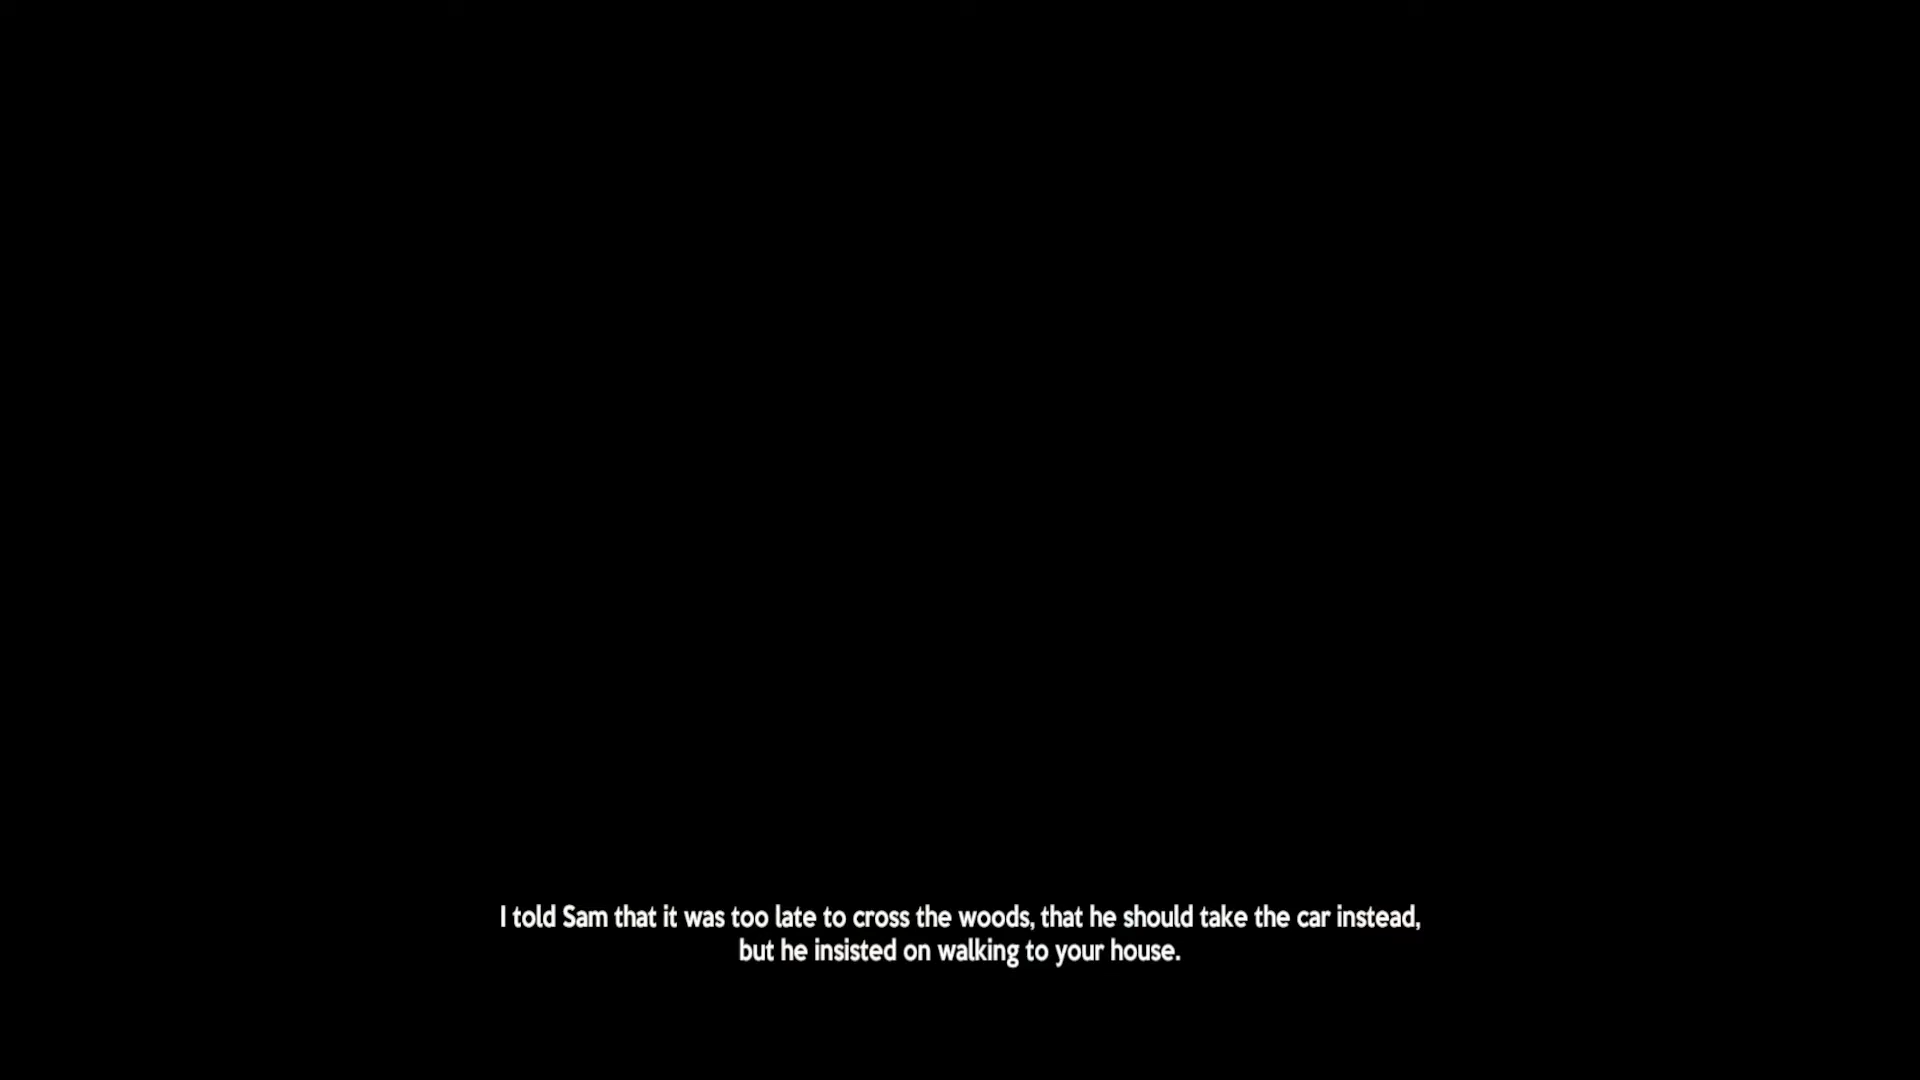 I told Sam that it was too late to cross the woods, that he should take the car instead,
but he insisted on walking to your house.